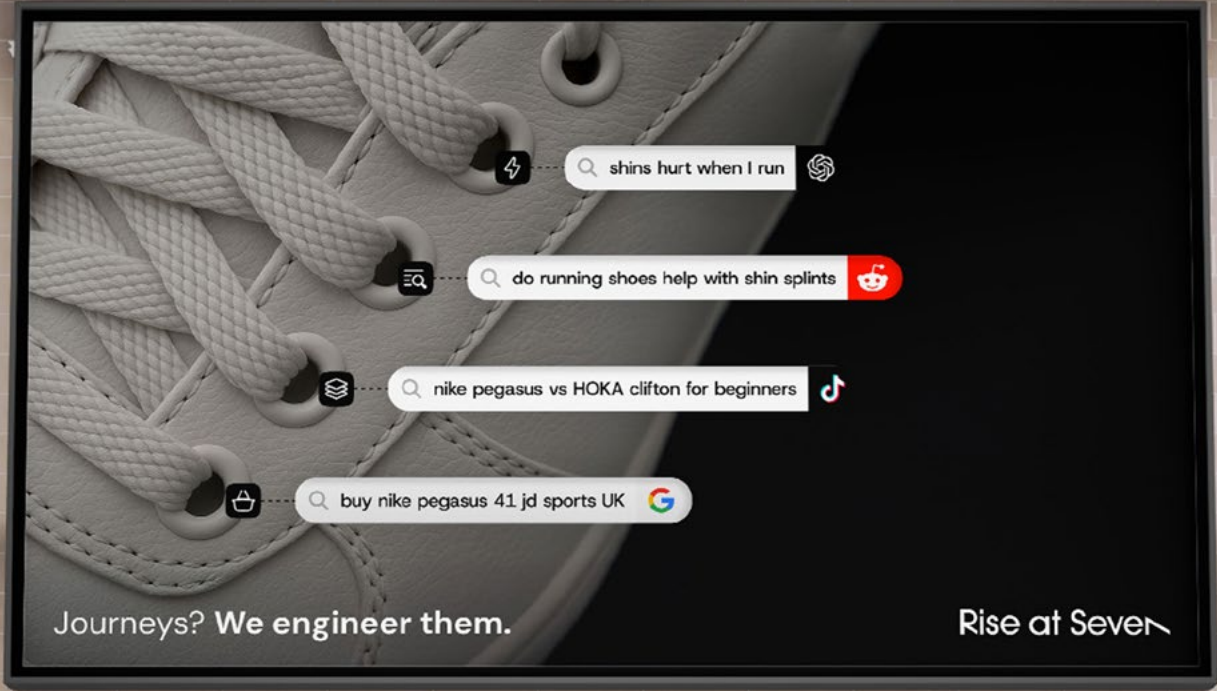 shins hurt when I run
do running shoes help with shin splints
nike pegasus vs HOKA clifton for beginners
buy nike pegasus 41 jd sports UK
Journeys? We engineer them.
Rise at Seven